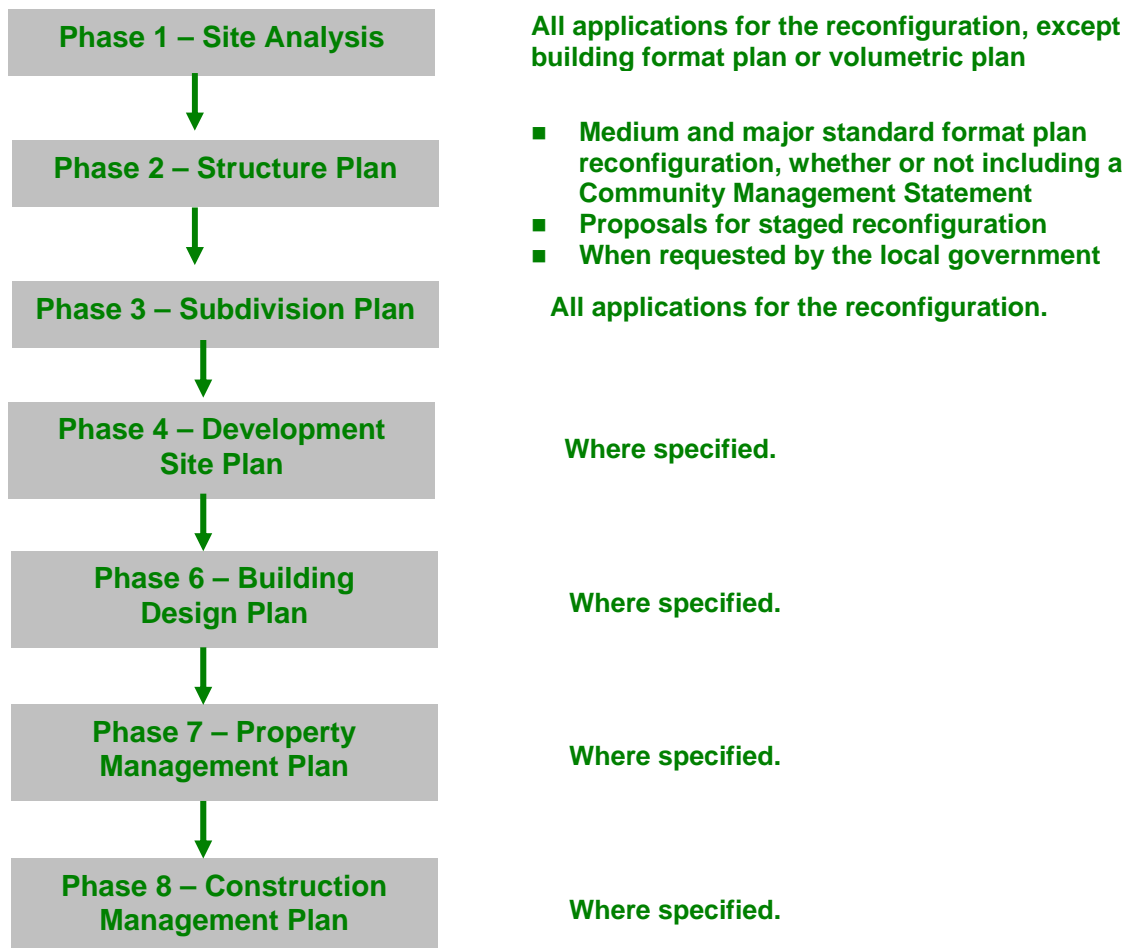 Phase 1 – Site Analysis
All applications for the reconfiguration, except
building format plan or volumetric plan
Phase 2 – Structure Plan
■ Medium and major standard format plan
reconfiguration, whether or not including a
Community Management Statement
■ Proposals for staged reconfiguration
■ When requested by the local government
Phase 3 – Subdivision Plan
All applications for the reconfiguration.
Phase 4 – Development
Site Plan
Where specified.
Phase 6 – Building
Design Plan
Where specified.
Phase 7 – Property
Management Plan
Where specified.
Phase 8 – Construction
Management Plan
Where specified.